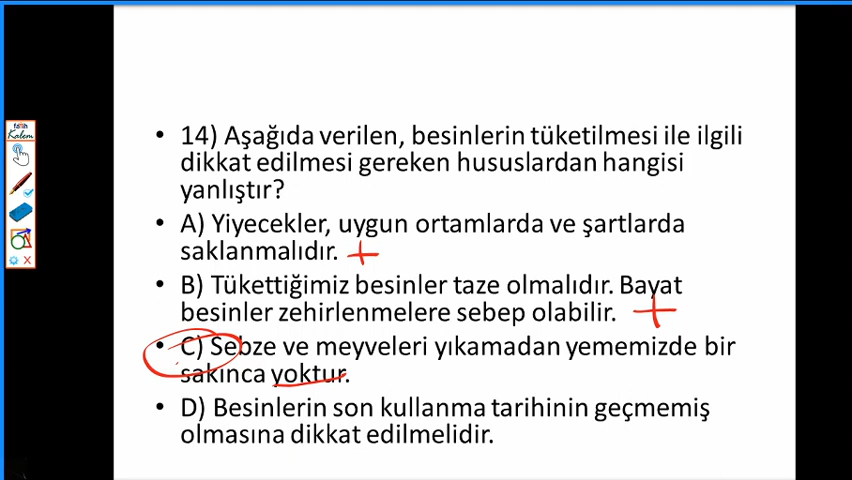 fatih
Kalem
• 14) Aşağıda verilen, besinlerin tüketilmesi ile ilgili
dikkat edilmesi gereken hususlardan hangisi
yanlıştır?
• A) Yiyecekler, uygun ortamlarda ve şartlarda
saklanmalıdır. +
• B) Tükettiğimiz besinler taze olmalıdır. Bayat
besinler zehirlenmelere sebep olabilir. +
• C) Sebze ve meyveleri yıkamadan yememizde bir
sakınca yoktur.
• D) Besinlerin son kullanma tarihinin geçmemiş
olmasına dikkat edilmelidir.